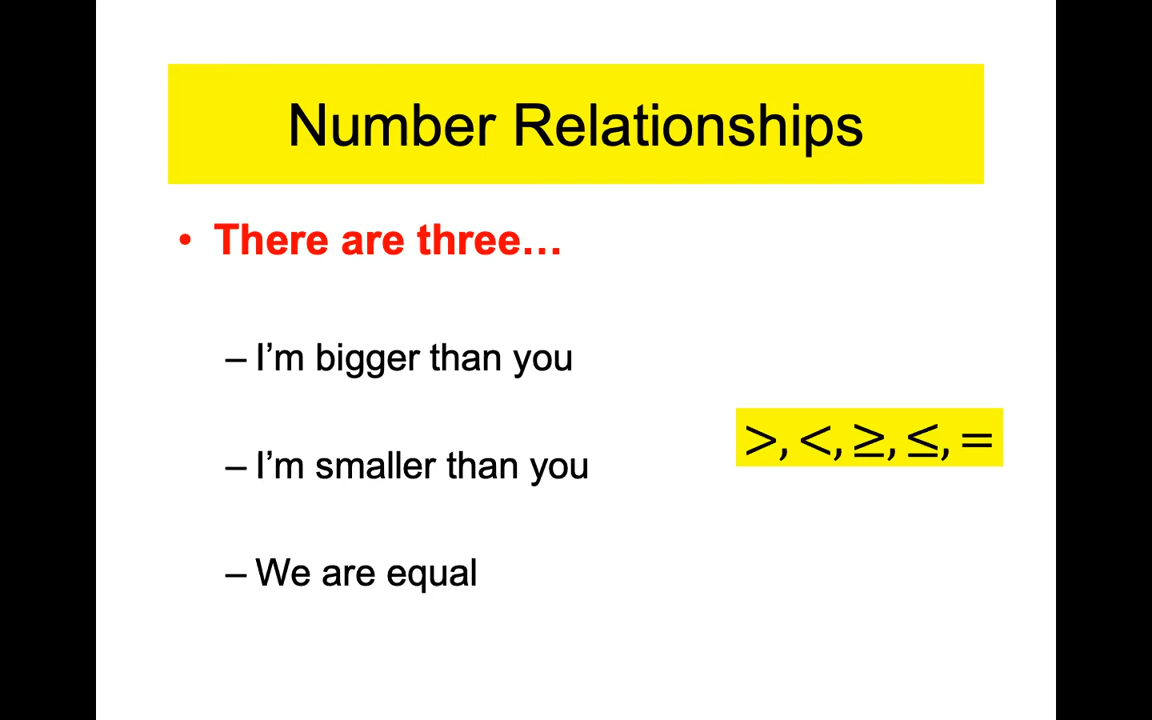 Number Relationships
• There are three…
– I’m bigger than you
>, <, ≥, ≤, =
– I’m smaller than you
– We are equal